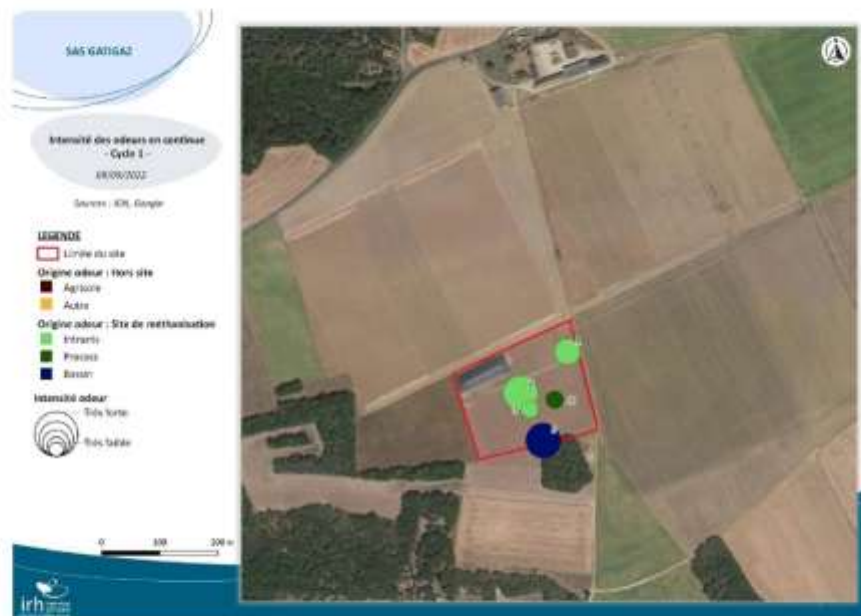 SAS GATIGAZ
Intensité des odeurs en continue
- Cycle 1 -
Sources : IGN, Google
LEGENDE
Limite du site
Origine odeur : Hors site
Agricole
Autre
Origine odeur : Site de méthanisation
Intrants
Process
Bassin
Intensité odeur
Très forte
Très faible
0 100 200 m
irh